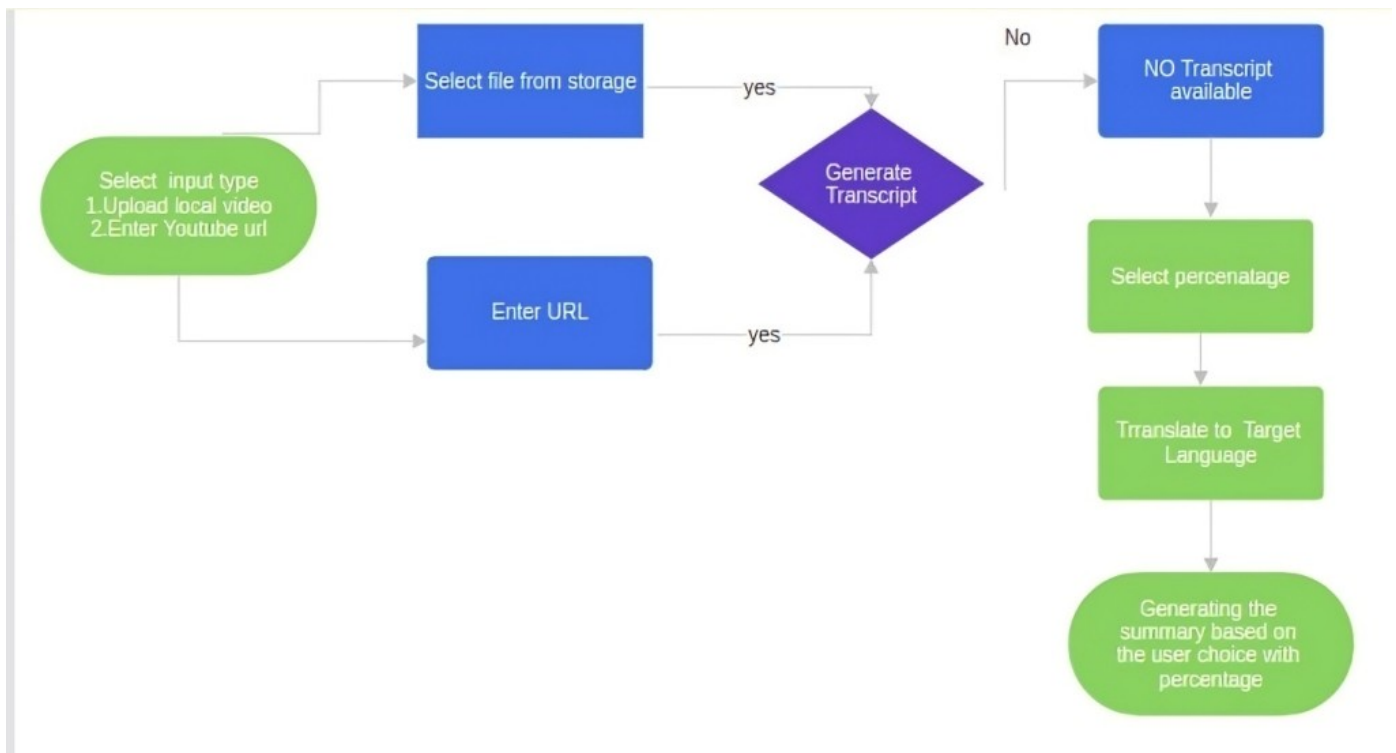 Select input type
1.Upload local video
2.Enter Youtube url
Select file from storage
yes
Enter URL
yes
Generate
Transcript
No
NO Transcript
available
Select percenatage
Trranslate to Target
Language
Generating the
summary based on
the user choice with
percentage